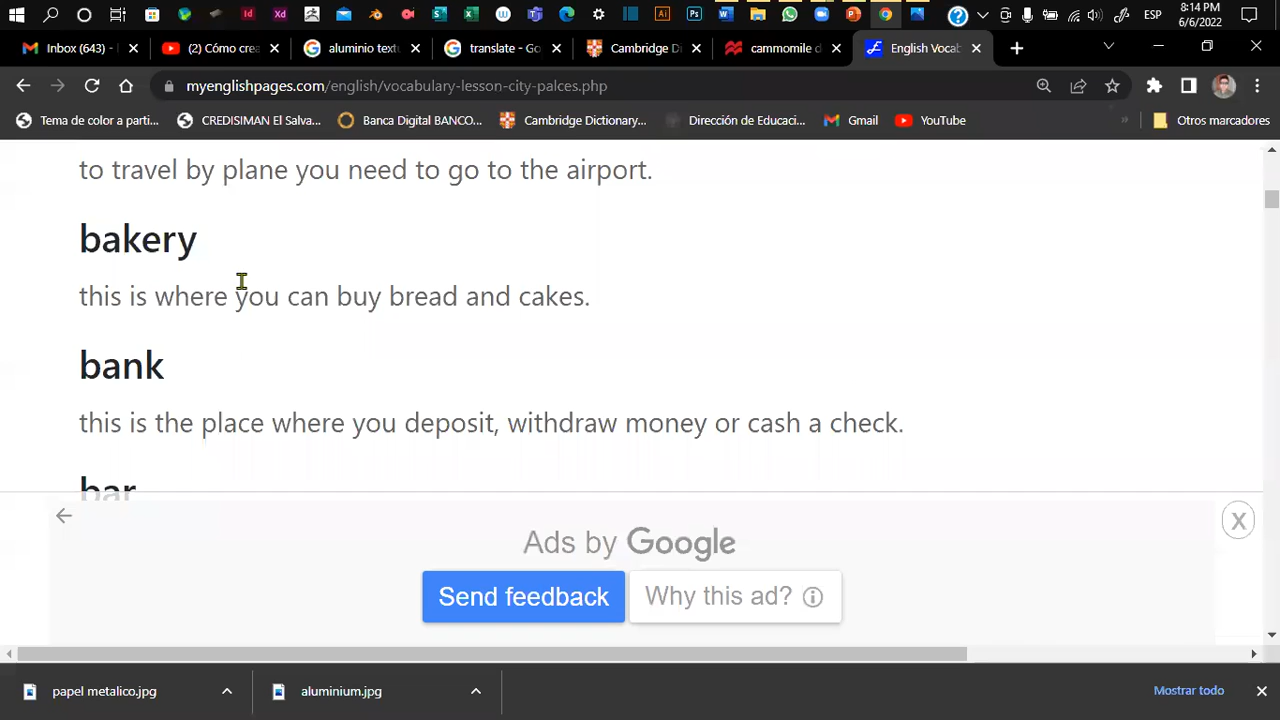 8:14 PM
ESP
6/6/2022
Inbox (643) -
(2) Cómo crea
aluminio text
translate - Go
Cambridge D
cammomile d
English Vocab
myenglishpages.com/english/vocabulary-lesson-city-palces.php
Tema de color a parti...
CREDISIMAN El Salva...
Banca Digital BANCO...
Cambridge Dictionary...
Dirección de Educaci...
Gmail
YouTube
»
Otros marcadores
to travel by plane you need to go to the airport.
bakery
this is where you can buy bread and cakes.
bank
this is the place where you deposit, withdraw money or cash a check.
bar
Ads by Google
X
Send feedback
Why this ad?
papel metalico.jpg
aluminium.jpg
Mostrar todo